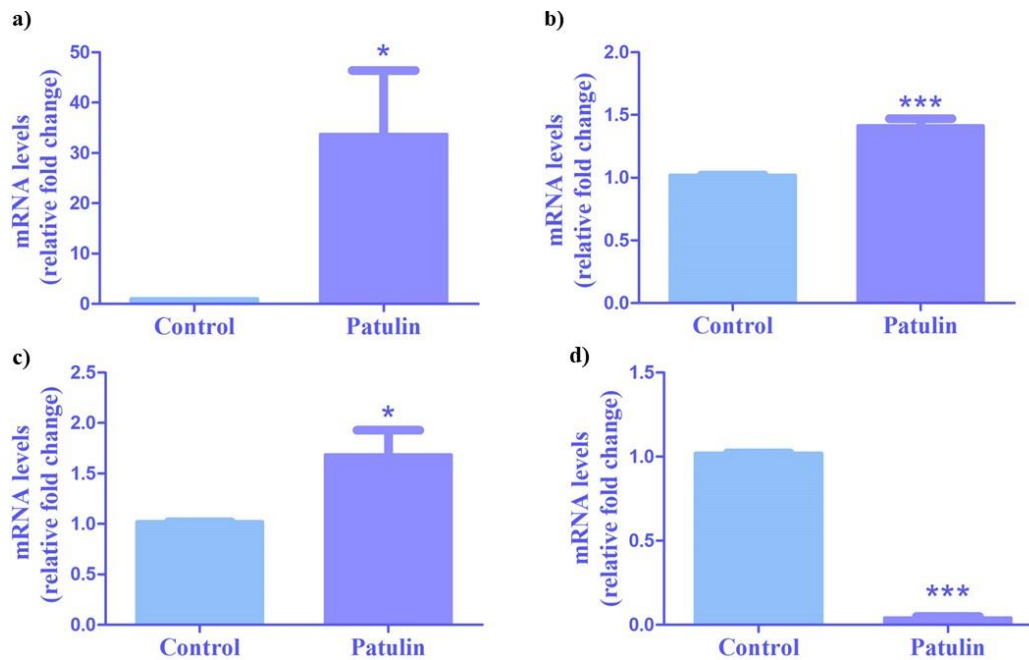 a)
mRNA levels
(relative fold change)
50
40
30
20
10
0
*
Control
Patulin
b)
mRNA levels
(relative fold change)
2.0
1.5
1.0
0.5
0.0
***
Control
Patulin
c)
mRNA levels
(relative fold change)
2.5
2.0
1.5
1.0
0.5
0.0
*
Control
Patulin
d)
mRNA levels
(relative fold change)
1.5
1.0
0.5
0.0
***
Control
Patulin